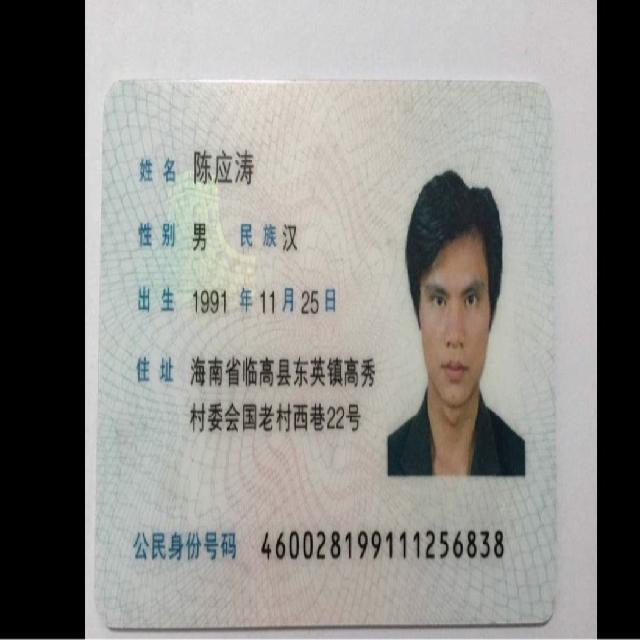 姓名 陈应涛
性别 男 民族 汉
出生 1991 年 11 月 25 日
住址 海南省临高县东英镇高秀
村委会国老村西巷22号
公民身份号码 460028199111256838